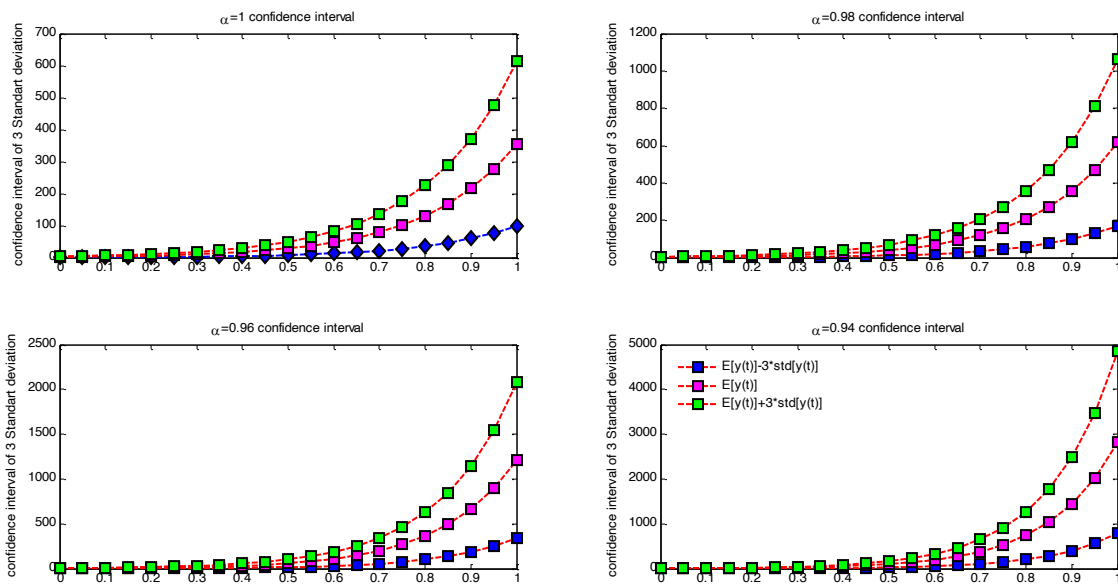 α=1 confidence interval
confidence interval of 3 Standart deviation
700
600
500
400
300
200
100
0
0 0.1 0.2 0.3 0.4 0.5 0.6 0.7 0.8 0.9 1
α=0.98 confidence interval
confidence interval of 3 Standart deviation
1200
1000
800
600
400
200
0
0 0.1 0.2 0.3 0.4 0.5 0.6 0.7 0.8 0.9 1
α=0.96 confidence interval
confidence interval of 3 Standart deviation
2500
2000
1500
1000
500
0
0 0.1 0.2 0.3 0.4 0.5 0.6 0.7 0.8 0.9 1
α=0.94 confidence interval
confidence interval of 3 Standart deviation
5000
4000
3000
2000
1000
0
E[y(t)]-3*std[y(t)]
E[y(t)]
E[y(t)]+3*std[y(t)]
0 0.1 0.2 0.3 0.4 0.5 0.6 0.7 0.8 0.9 1